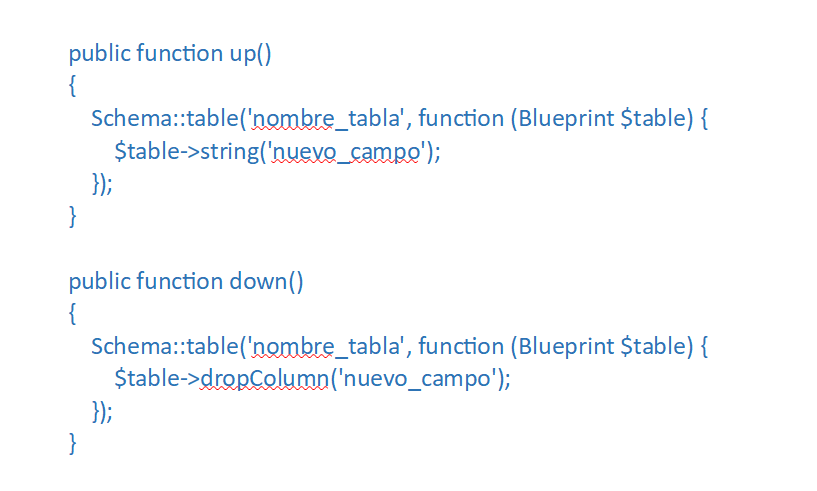 public function up()
{
Schema::table('nombre_tabla', function (Blueprint $table) {
$table->string('nuevo_campo');
});
}
public function down()
{
Schema::table('nombre_tabla', function (Blueprint $table) {
$table->dropColumn('nuevo_campo');
});
}